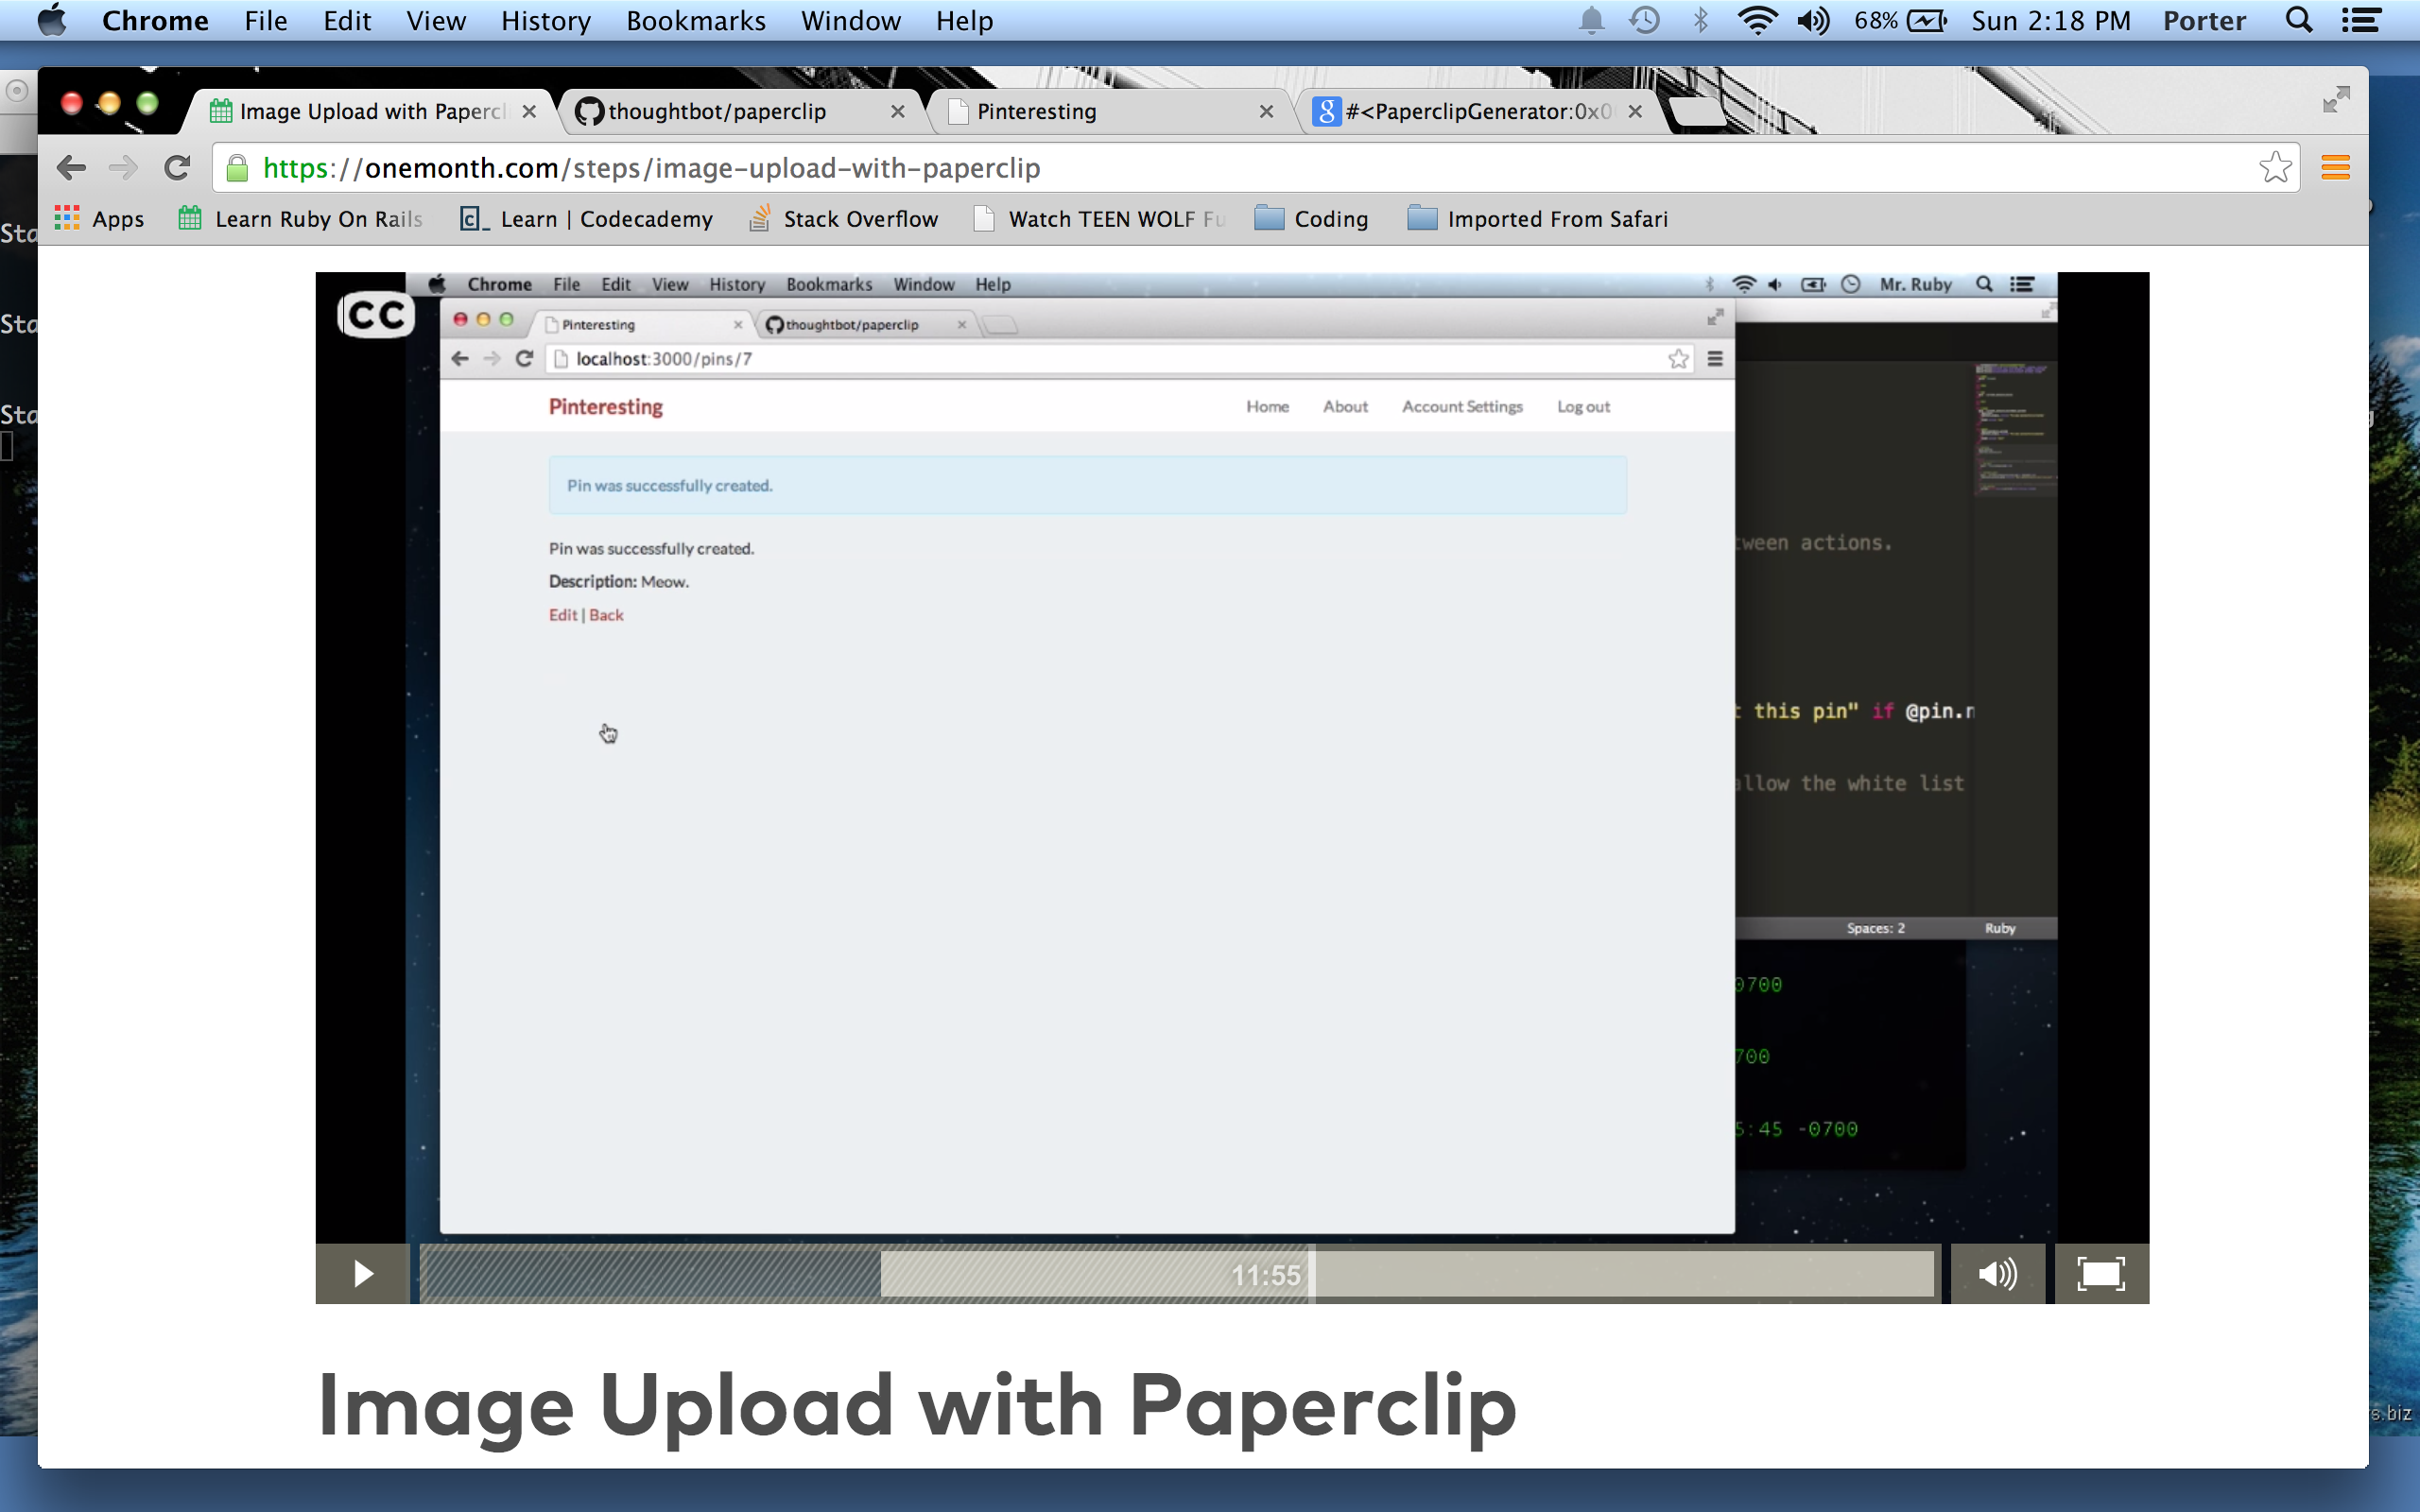 Chrome File Edit View History Bookmarks Window Help 68% Sun 2:18 PM Porter
Image Upload with Papercl thoughtbot/paperclip Pinteresting #<PaperclipGenerator:0x0
https://onemonth.com/steps/image-upload-with-paperclip
Apps Learn Ruby On Rails Learn | Codecademy Stack Overflow Watch TEEN WOLF Fu Coding Imported From Safari
Sta
Sta
Sta
CC
Chrome File Edit View History Bookmarks Window Help Mr. Ruby
Pinteresting thoughtbot/paperclip
localhost:3000/pins/7
Pinteresting Home About Account Settings Log out
Pin was successfully created.
Pin was successfully created.
Description: Meow.
Edit | Back
tween actions.
t this pin" if @pin.n
allow the white list
Spaces: 2 Ruby
0700
700
5:45 -0700
11:55
Image Upload with Paperclip
s.biz